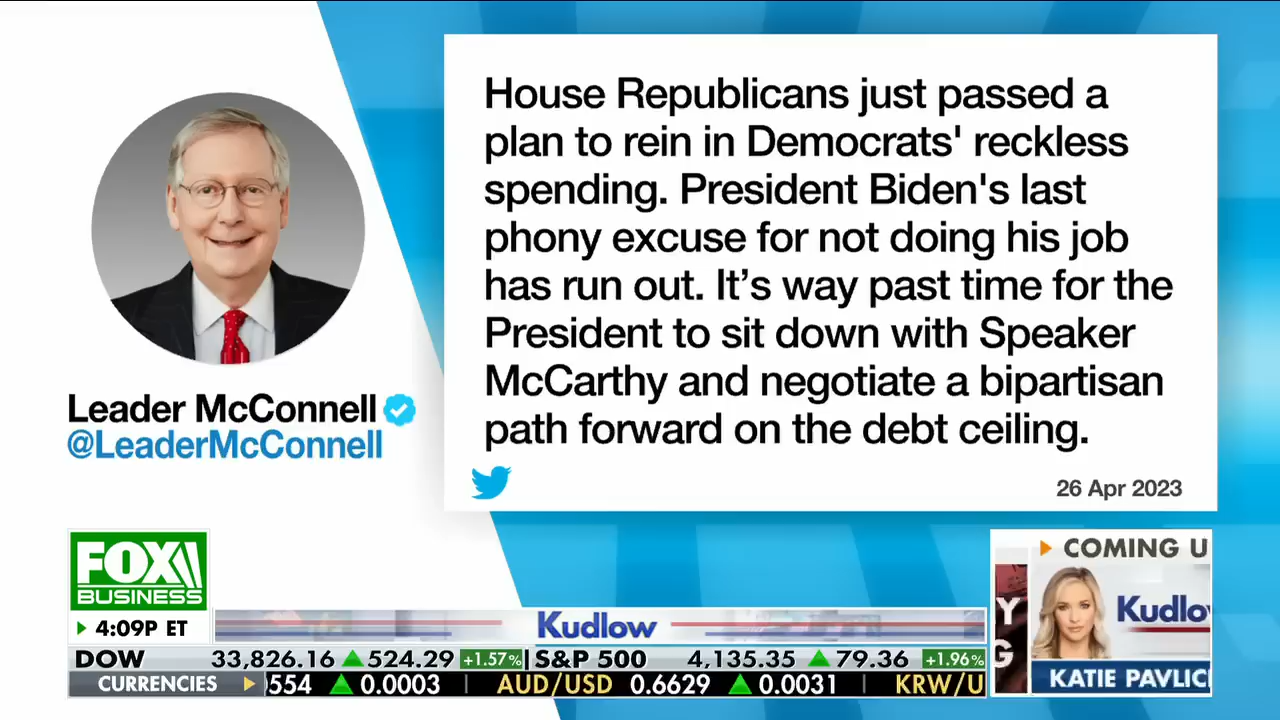 House Republicans just passed a
plan to rein in Democrats' reckless
spending. President Biden's last
phony excuse for not doing his job
has run out. It’s way past time for the
President to sit down with Speaker
McCarthy and negotiate a bipartisan
path forward on the debt ceiling.
26 Apr 2023
Leader McConnell
@LeaderMcConnell
FOX
BUSINESS
4:09P ET
Kudlow
DOW 33,826.16 524.29 +1.57% S&P 500 4,135.35 79.36 +1.96%
CURRENCIES 554 0.0003 AUD/USD 0.6629 0.0031 KRW/U
COMING U
Y
G
Kudlo
KATIE PAVLIC